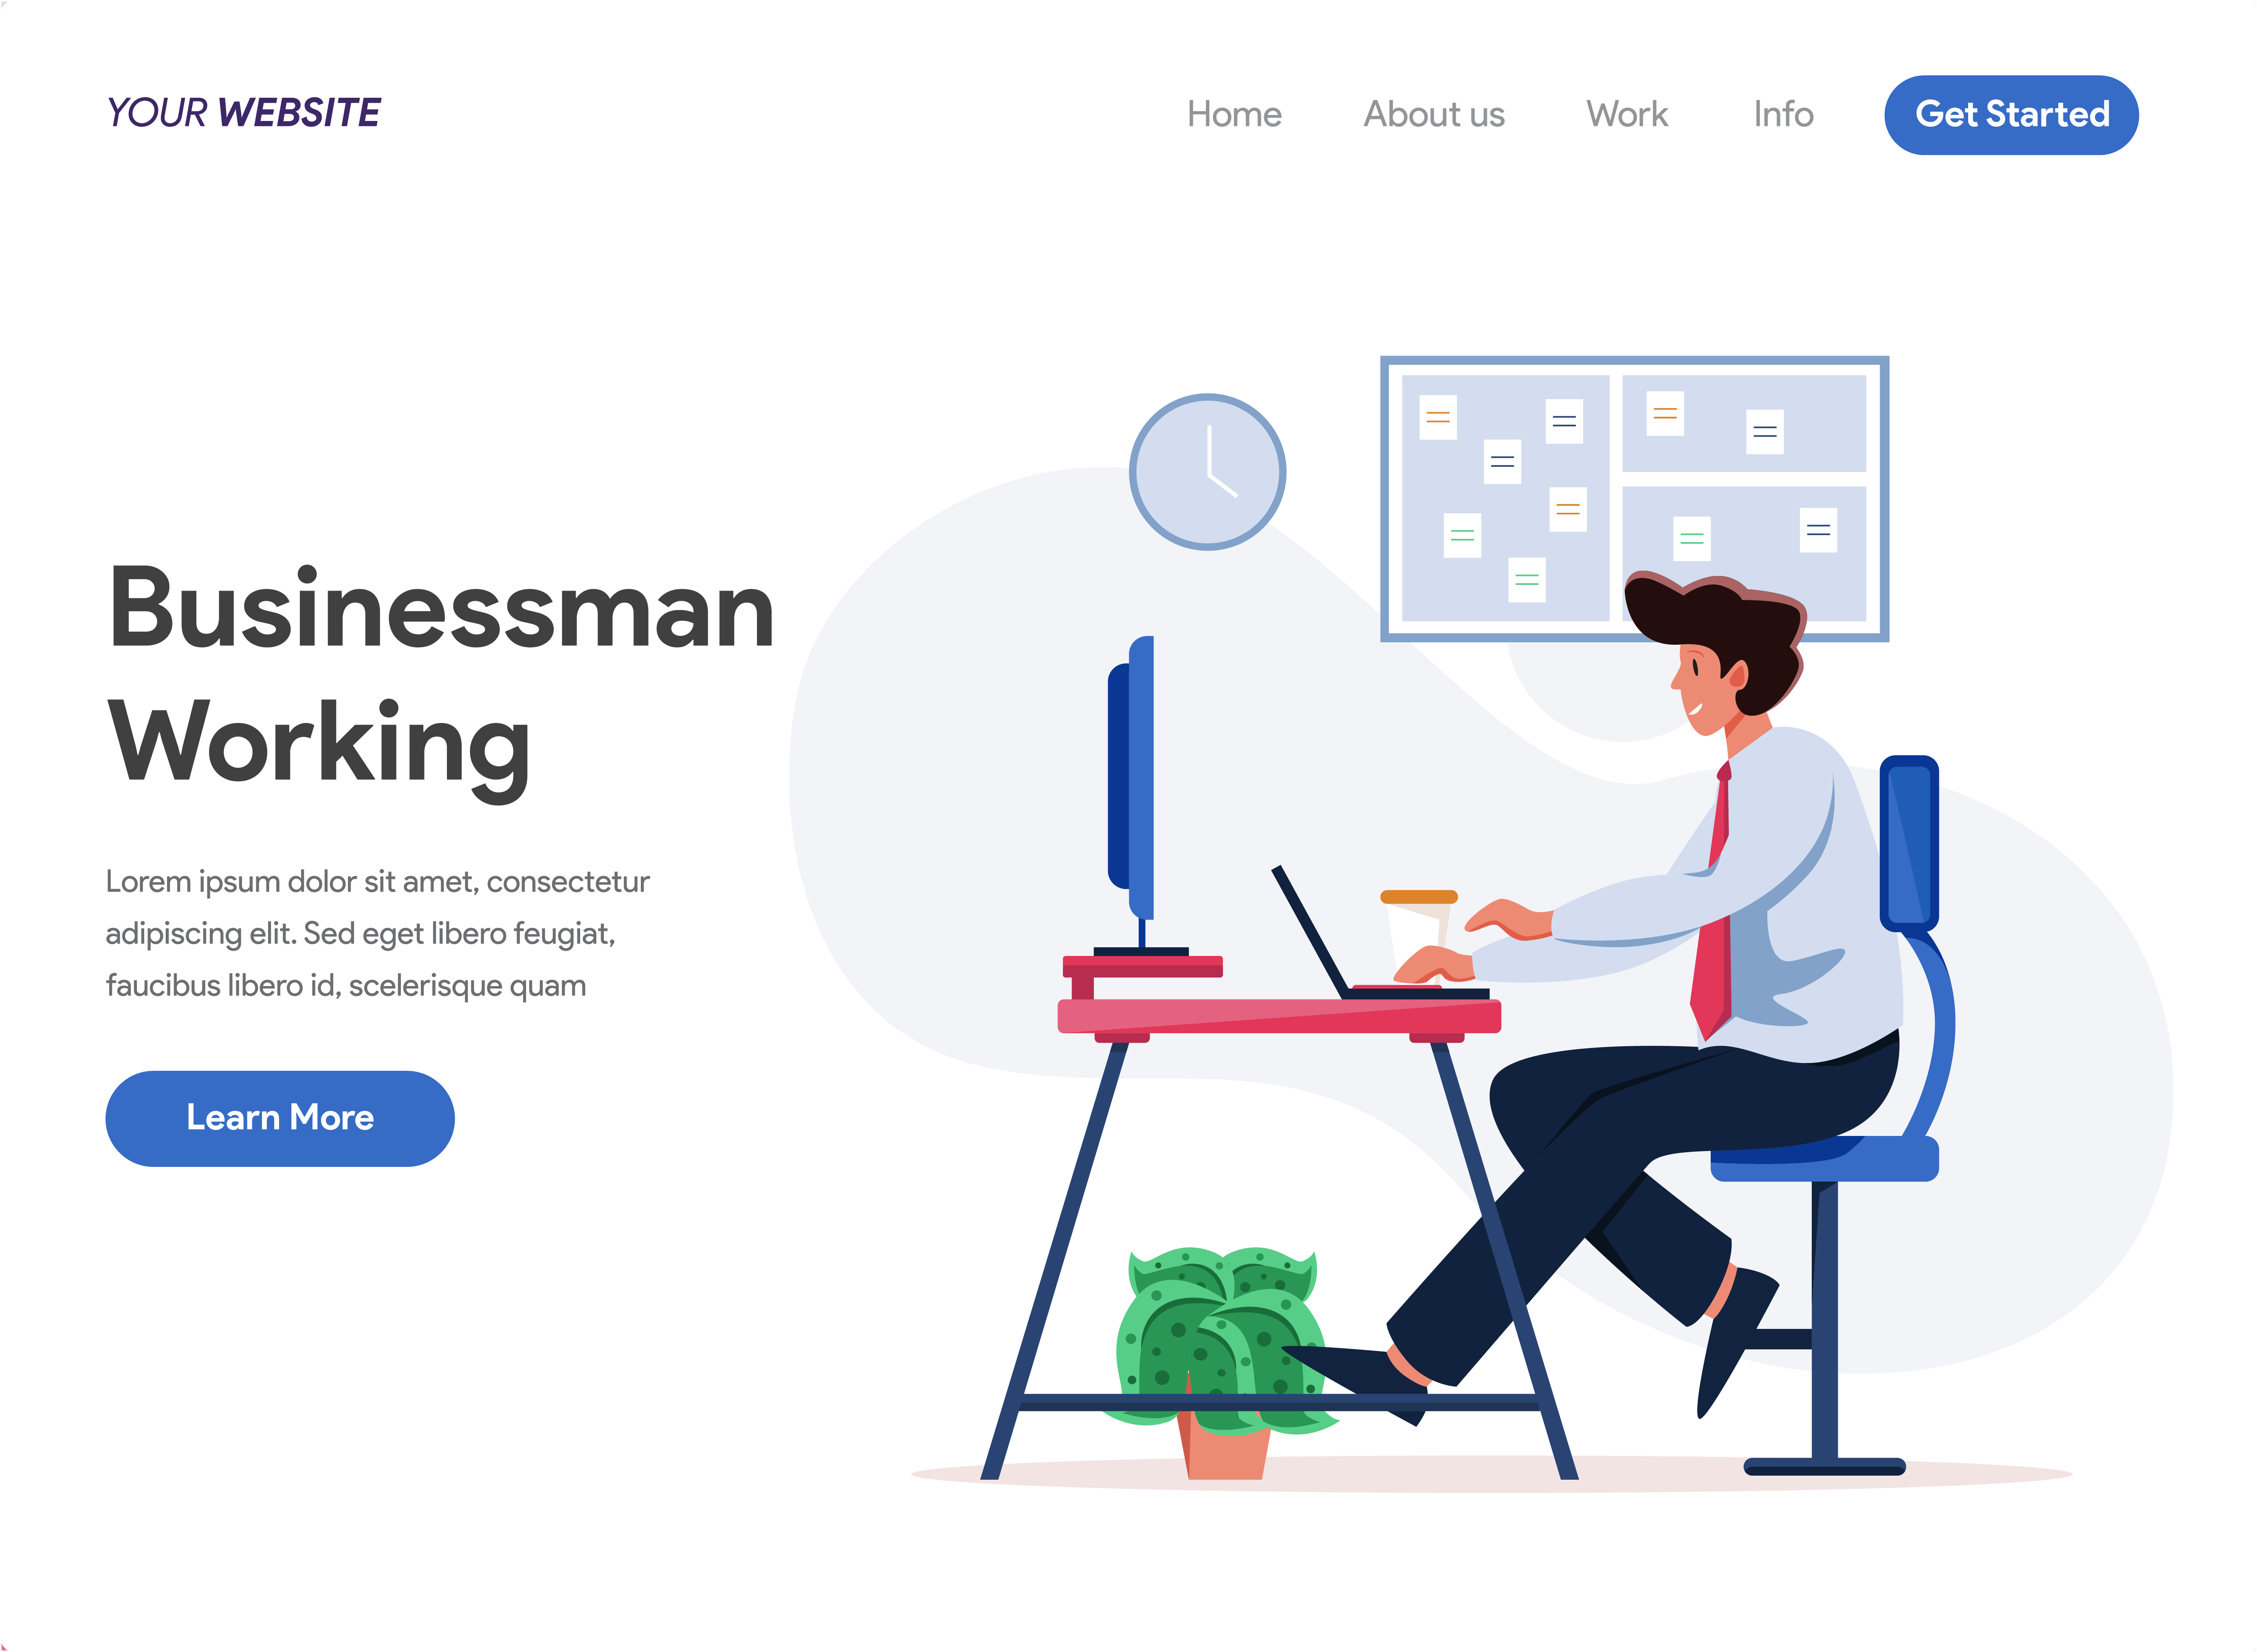 YOUR WEBSITE
Home About us Work Info Get Started
Businessman
Working
Lorem ipsum dolor sit amet, consectetur
adipiscing elit. Sed eget libero feugiat,
faucibus libero id, scelerisque quam
Learn More